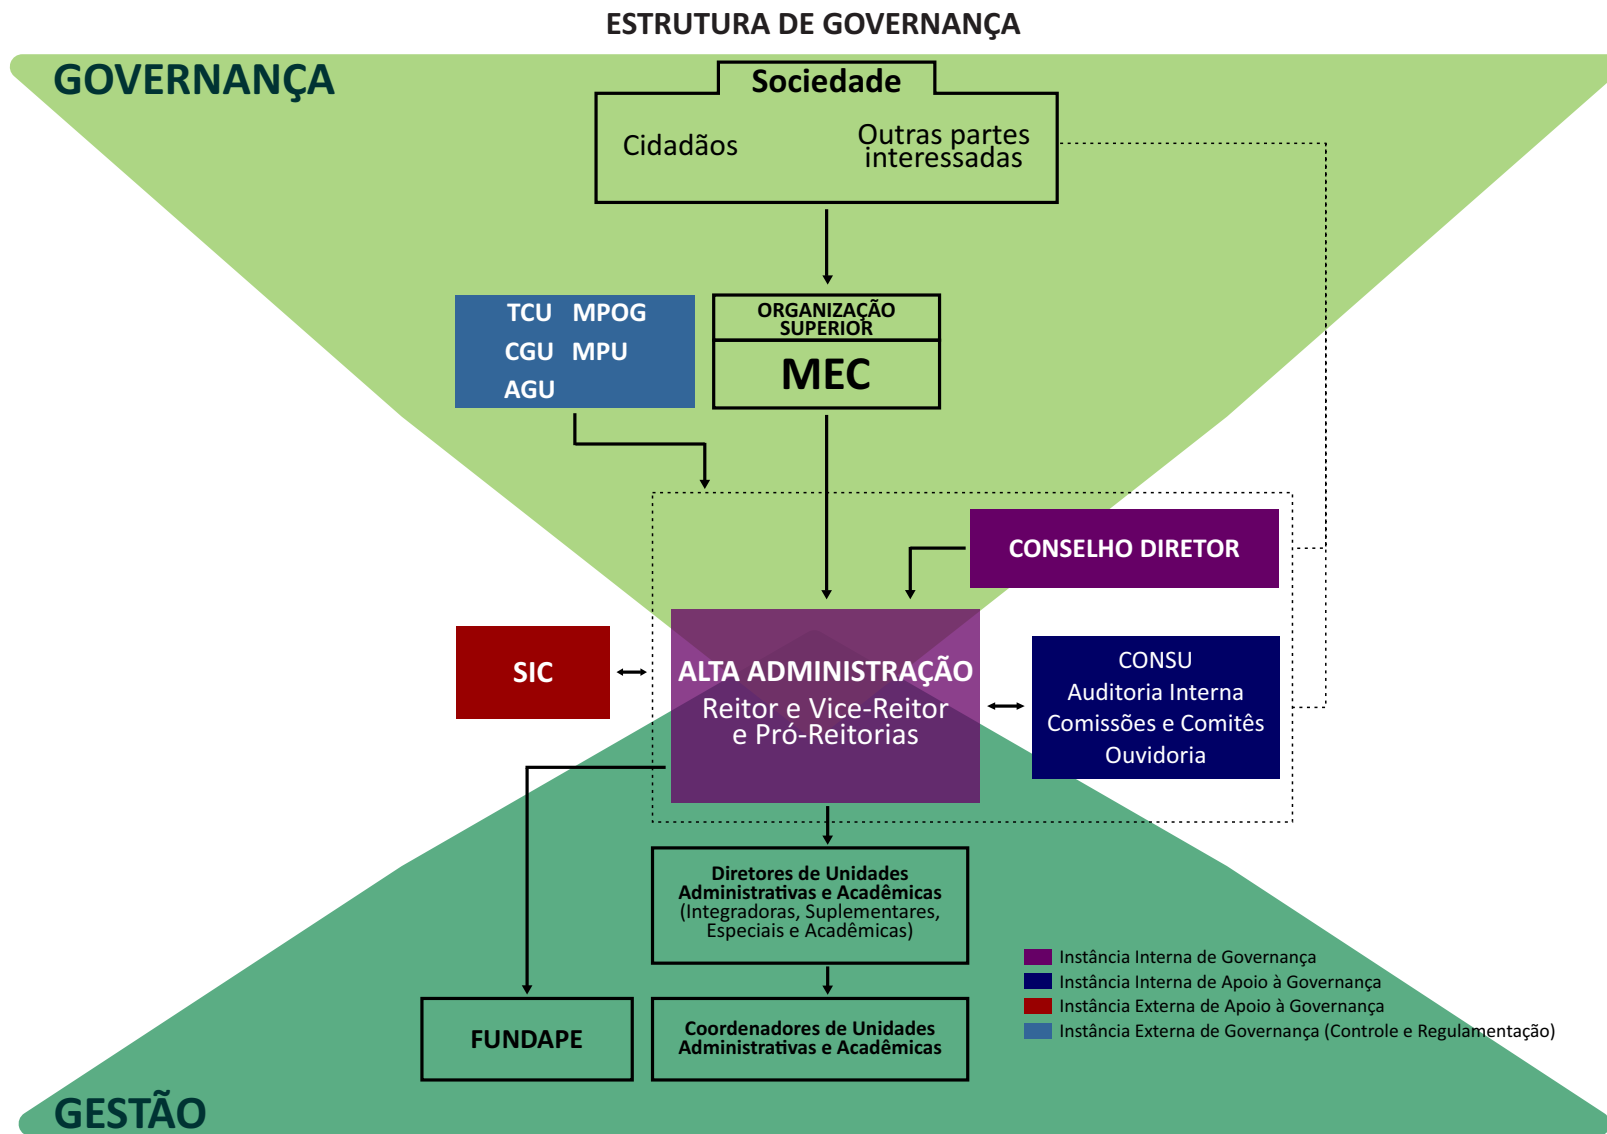 ESTRUTURA DE GOVERNANÇA
GOVERNANÇA
Sociedade
Cidadãos
Outras partes
interessadas
TCU MPOG
CGU MPU
AGU
ORGANIZAÇÃO
SUPERIOR
MEC
CONSELHO DIRETOR
SIC
ALTA ADMINISTRAÇÃO
Reitor e Vice-Reitor
e Pró-Reitorias
CONSU
Auditoria Interna
Comissões e Comitês
Ouvidoria
Diretores de Unidades
Administrativas e Acadêmicas
(Integradoras, Suplementares,
Especiais e Acadêmicas)
FUNDAPE
Coordenadores de Unidades
Administrativas e Acadêmicas
Instância Interna de Governança
Instância Interna de Apoio à Governança
Instância Externa de Apoio à Governança
Instância Externa de Governança (Controle e Regulamentação)
GESTÃO